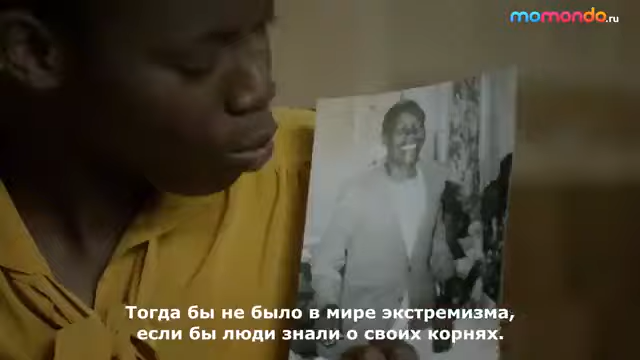 momondo.ru
Тогда бы не было в мире экстремизма,
если бы люди знали о своих корнях.